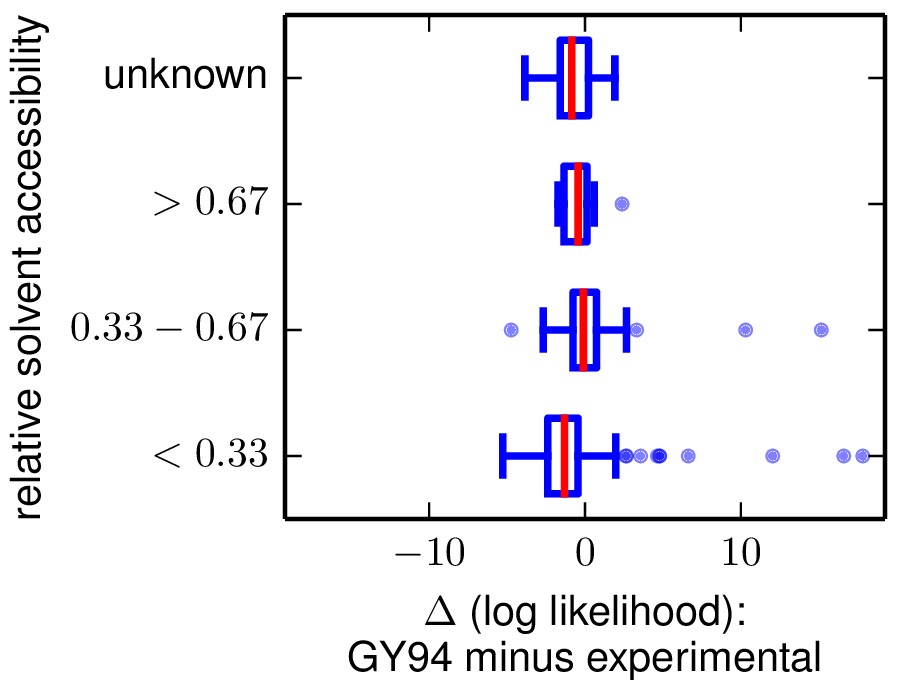 relative solvent accessibility
unknown
> 0.67
0.33 − 0.67
< 0.33
−10 0 10
Δ (log likelihood):
GY94 minus experimental